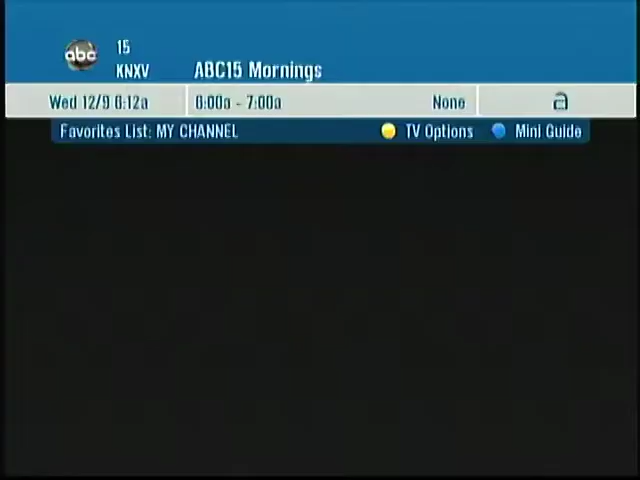 abc
15
KNXV
ABC15 Mornings
Wed 12/9 6:12a
6:00a - 7:00a
None
a
Favorites List: MY CHANNEL
TV Options
Mini Guide